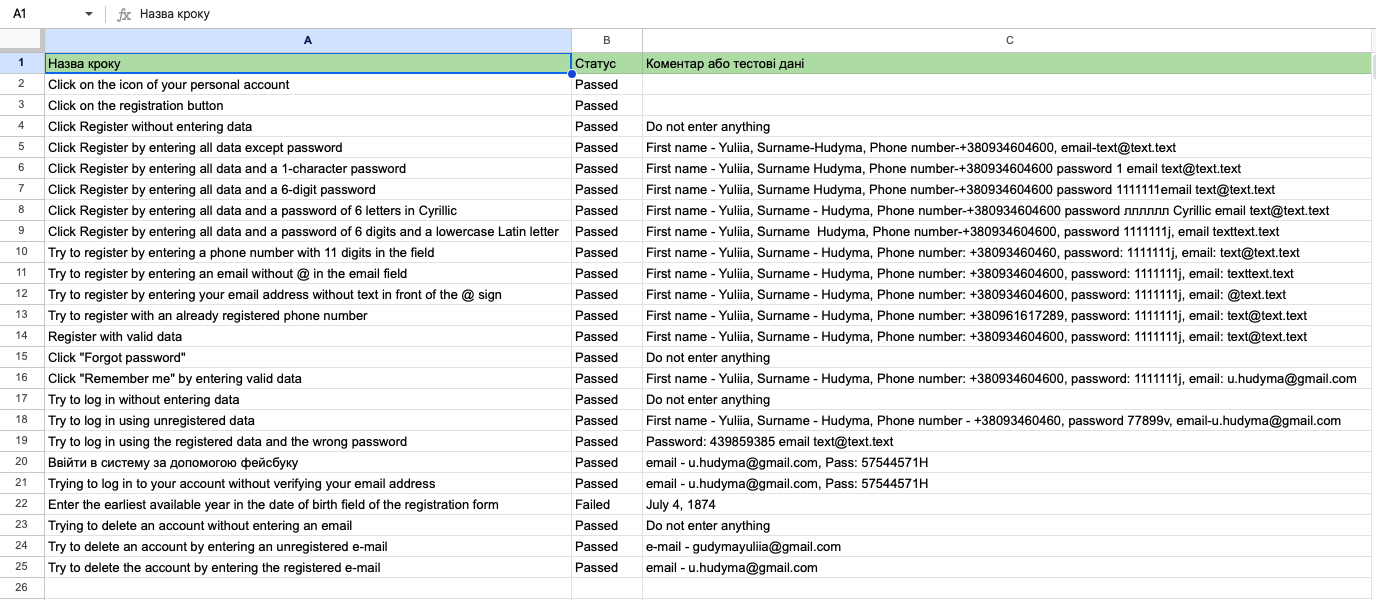 A1 fx Назва кроку
A B C
1 Назва кроку Статус Коментар або тестові дані
2 Click on the icon of your personal account Passed
3 Click on the registration button Passed
4 Click Register without entering data Passed Do not enter anything
5 Click Register by entering all data except password Passed First name - Yuliia, Surname-Hudyma, Phone number-+380934604600, email-text@text.text
6 Click Register by entering all data and a 1-character password Passed First name - Yuliia, Surname Hudyma, Phone number-+380934604600 password 1 email text@text.text
7 Click Register by entering all data and a 6-digit password Passed First name - Yuliia, Surname Hudyma, Phone number-+380934604600 password 1111111email text@text.text
8 Click Register by entering all data and a password of 6 letters in Cyrillic Passed First name - Yuliia, Surname - Hudyma, Phone number-+380934604600 password лллллл Cyrillic email text@text.text
9 Click Register by entering all data and a password of 6 digits and a lowercase Latin letter Passed First name - Yuliia, Surname  Hudyma, Phone number-+380934604600, password 1111111j, email texttext.text
10 Try to register by entering a phone number with 11 digits in the field Passed First name - Yuliia, Surname - Hudyma, Phone number: +38093460460, password: 1111111j, email: text@text.text
11 Try to register by entering an email without @ in the email field Passed First name - Yuliia, Surname - Hudyma, Phone number: +380934604600, password: 1111111j, email: texttext.text
12 Try to register by entering your email address without text in front of the @ sign Passed First name - Yuliia, Surname - Hudyma, Phone number: +380934604600, password: 1111111j, email: @text.text
13 Try to register with an already registered phone number Passed First name - Yuliia, Surname - Hudyma, Phone number: +380961617289, password: 1111111j, email: text@text.text
14 Register with valid data Passed First name - Yuliia, Surname - Hudyma, Phone number: +380934604600, password: 1111111j, email: text@text.text
15 Click "Forgot password" Passed Do not enter anything
16 Click "Remember me" by entering valid data Passed First name - Yuliia, Surname - Hudyma, Phone number: +380934604600, password: 1111111j, email: u.hudyma@gmail.com
17 Try to log in without entering data Passed Do not enter anything
18 Try to log in using unregistered data Passed First name - Yuliia, Surname - Hudyma, Phone number - +38093460460, password 77899v, email-u.hudyma@gmail.com
19 Try to log in using the registered data and the wrong password Passed Password: 439859385 email text@text.text
20 Ввійти в систему за допомогою фейсбуку Passed email - u.hudyma@gmail.com, Pass: 57544571H
21 Trying to log in to your account without verifying your email address Passed email - u.hudyma@gmail.com, Pass: 57544571H
22 Enter the earliest available year in the date of birth field of the registration form Failed July 4, 1874
23 Trying to delete an account without entering an email Passed Do not enter anything
24 Try to delete an account by entering an unregistered e-mail Passed e-mail - gudymayuliia@gmail.com
25 Try to delete the account by entering the registered e-mail Passed email - u.hudyma@gmail.com
26